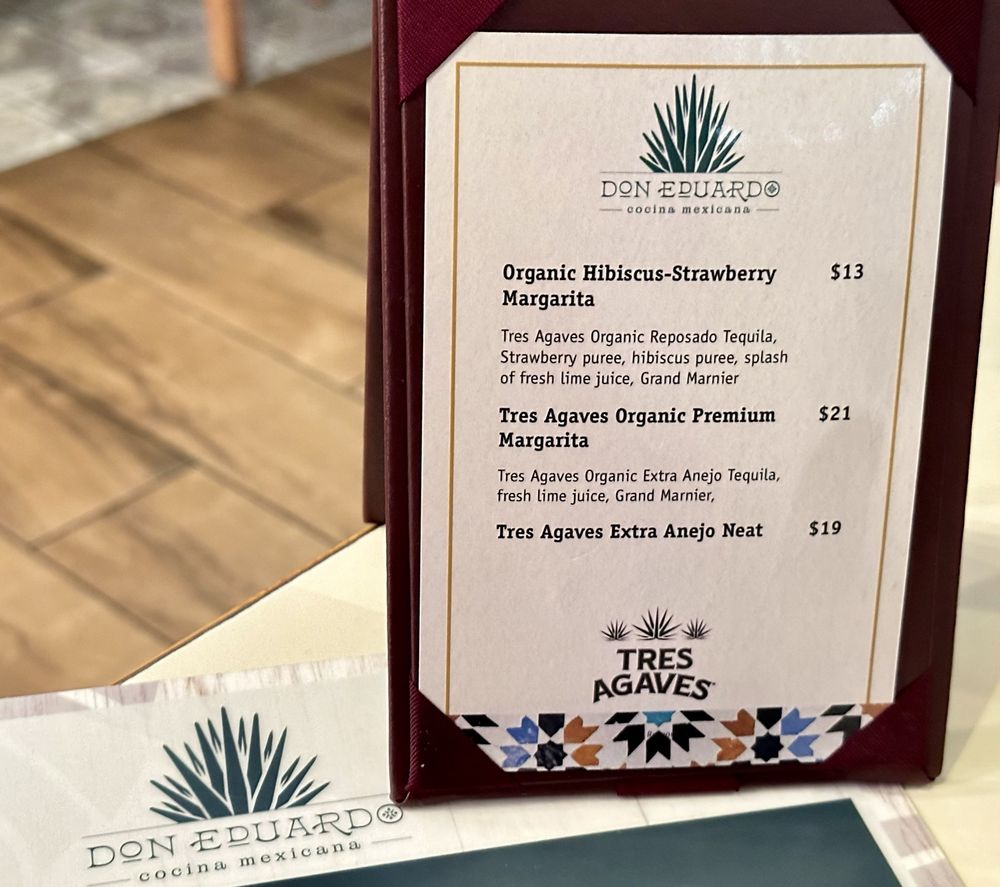 DON EDUARDO
cocina mexicana
Organic Hibiscus-Strawberry $13
Margarita
Tres Agaves Organic Reposado Tequila,
Strawberry puree, hibiscus puree, splash
of fresh lime juice, Grand Marnier
Tres Agaves Organic Premium $21
Margarita
Tres Agaves Organic Extra Anejo Tequila,
fresh lime juice, Grand Marnier,
Tres Agaves Extra Anejo Neat $19
TRES
AGAVES
DON EDUARDO
cocina mexicana